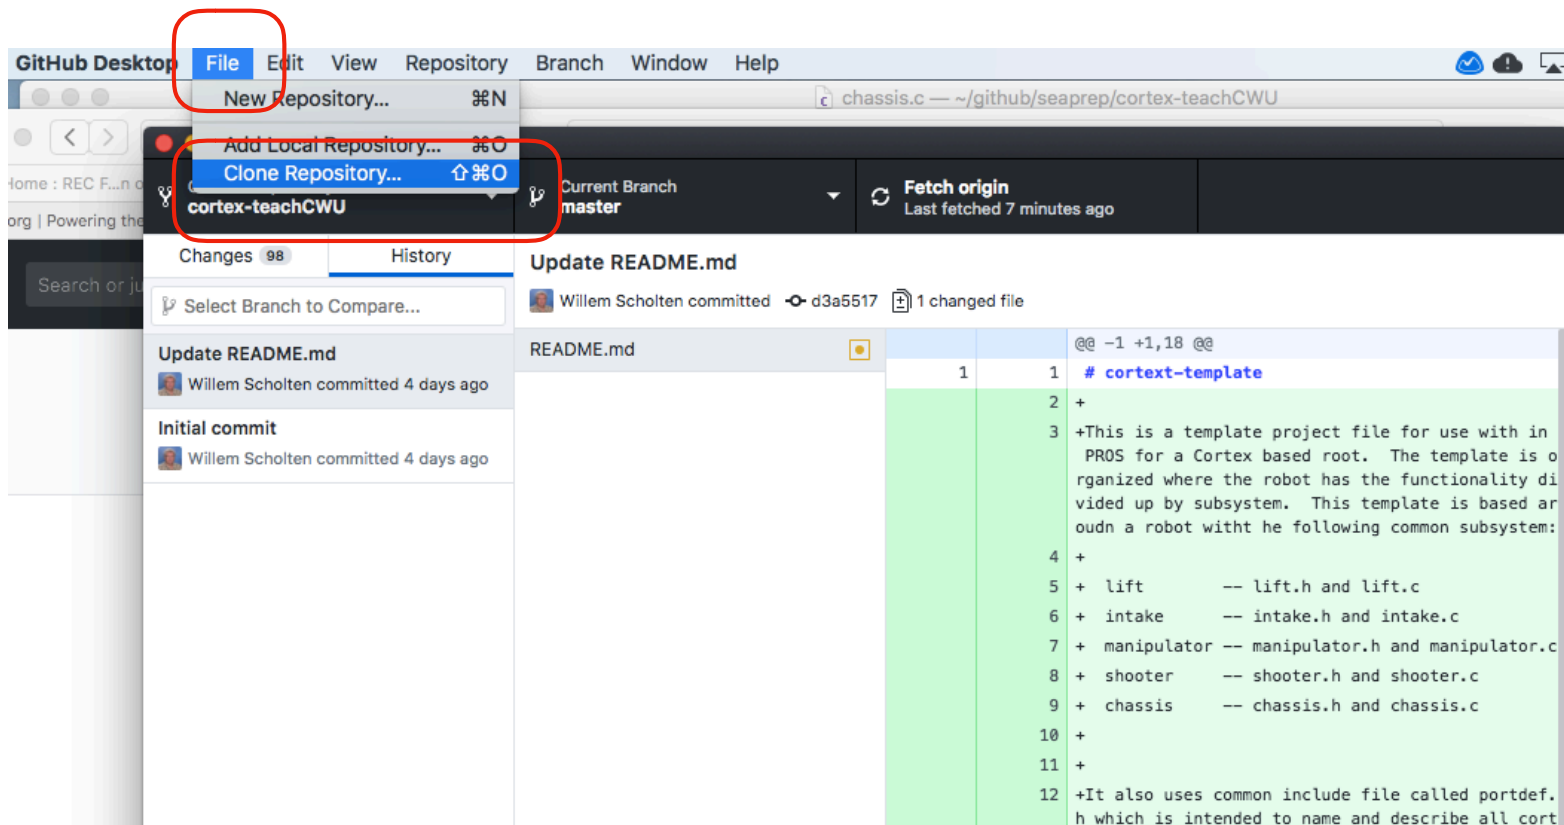 GitHub Desktop File Edit View Repository Branch Window Help
New Repository... ⌘N
chassis.c — ~/github/seaprep/cortex-teachCWU
Add Local Repository... ⌘O
Clone Repository... ⇧⌘O
Home : REC F...n o
org | Powering the
cortex-teachCWU
Current Branch
master
Fetch origin
Last fetched 7 minutes ago
Search or ju
Changes 98 History
Select Branch to Compare...
Update README.md
Willem Scholten committed 4 days ago
Initial commit
Willem Scholten committed 4 days ago
Update README.md
Willem Scholten committed d3a5517 1 changed file
README.md
@@ -1 +1,18 @@
1 1 # cortext-template
2 +
3 +This is a template project file for use with in
PROS for a Cortex based root. The template is o
rganized where the robot has the functionality di
vided up by subsystem. This template is based ar
oudn a robot witht he following common subsystem:
4 +
5 + lift -- lift.h and lift.c
6 + intake -- intake.h and intake.c
7 + manipulator -- manipulator.h and manipulator.c
8 + shooter -- shooter.h and shooter.c
9 + chassis -- chassis.h and chassis.c
10 +
11 +
12 +It also uses common include file called portdef.
h which is intended to name and describe all cort